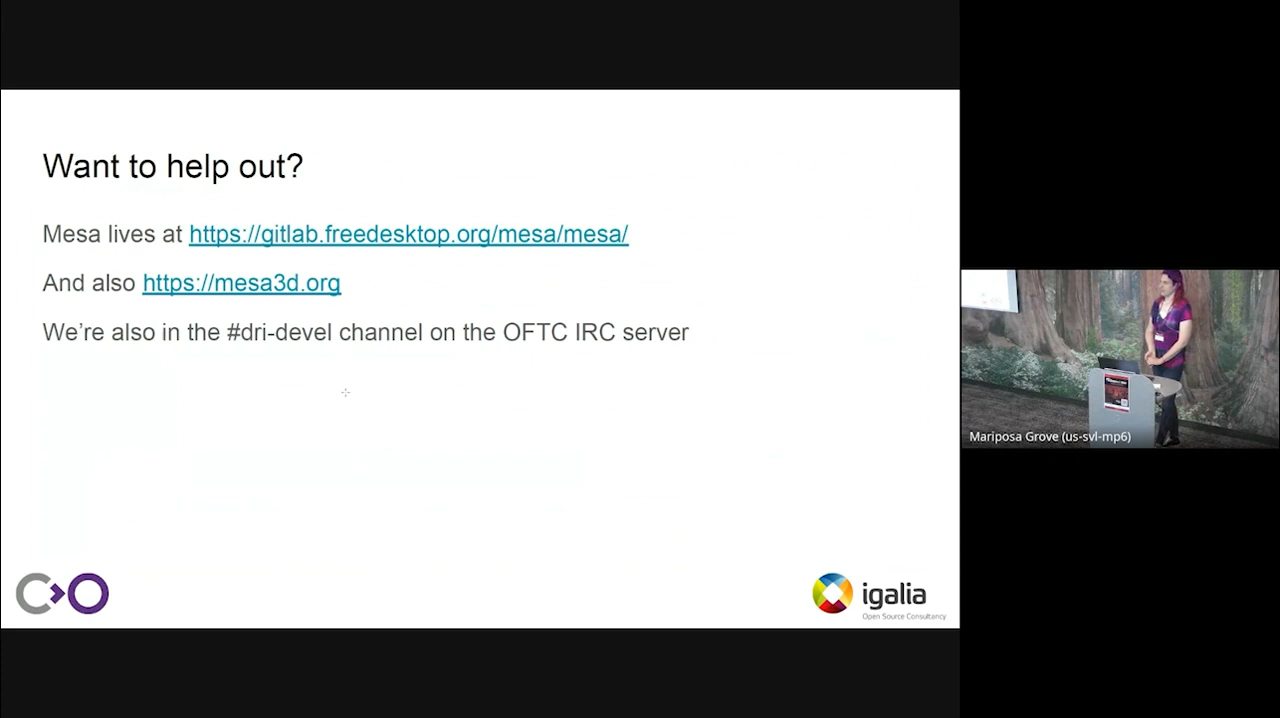 Want to help out?
Mesa lives at https://gitlab.freedesktop.org/mesa/mesa/
And also https://mesa3d.org
We’re also in the #dri-devel channel on the OFTC IRC server
igalia
Open Source Consultancy
Mariposa Grove (us-svl-mp6)